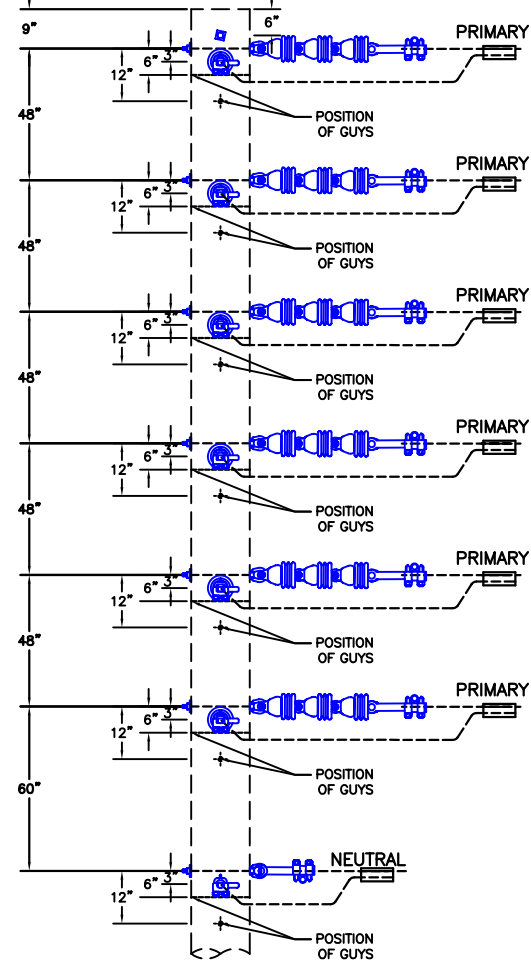 9" 6" PRIMARY
6" 3"
12"
48" POSITION
OF GUYS
PRIMARY
6" 3"
12"
48" POSITION
OF GUYS
PRIMARY
6" 3"
12"
48" POSITION
OF GUYS
PRIMARY
6" 3"
12"
48" POSITION
OF GUYS
PRIMARY
6" 3"
12"
48" POSITION
OF GUYS
PRIMARY
6" 3"
12"
60" POSITION
OF GUYS
NEUTRAL
6" 3"
12"
POSITION
OF GUYS